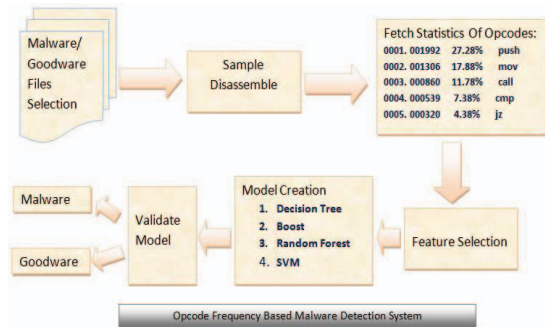 Malware/
Goodware
Files
Selection
Sample
Disassemble
Fetch Statistics Of Opcodes:
0001. 001992 27.28% push
0002. 001306 17.88% mov
0003. 000860 11.78% call
0004. 000539 7.38% cmp
0005. 000320 4.38% jz
Feature Selection
Model Creation
1. Decision Tree
2. Boost
3. Random Forest
4. SVM
Validate
Model
Malware
Goodware
Opcode Frequency Based Malware Detection System